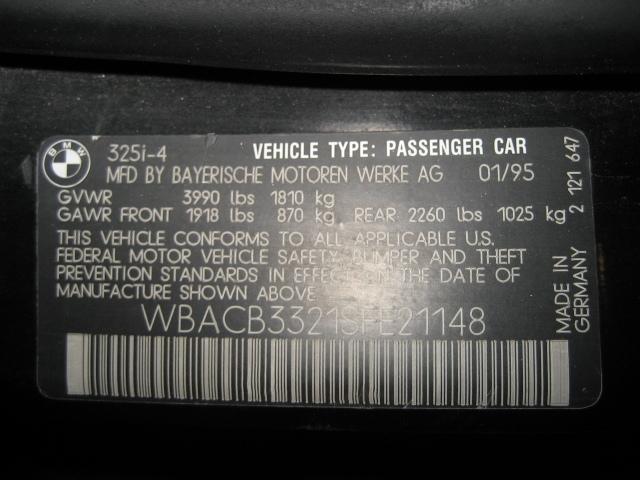 BMW
325i-4 VEHICLE TYPE: PASSENGER CAR
MFD BY BAYERISCHE MOTOREN WERKE AG 01/95
GVWR 3990 lbs 1810 kg
GAWR FRONT 1918 lbs 870 kg REAR 2260 lbs 1025 kg
THIS VEHICLE CONFORMS TO ALL APPLICABLE U.S.
FEDERAL MOTOR VEHICLE SAFETY, BUMPER AND THEFT
PREVENTION STANDARDS IN EFFECT ON THE DATE OF
MANUFACTURE SHOWN ABOVE.
WBACB3321SFE21148
2 121 647
MADE IN
GERMANY